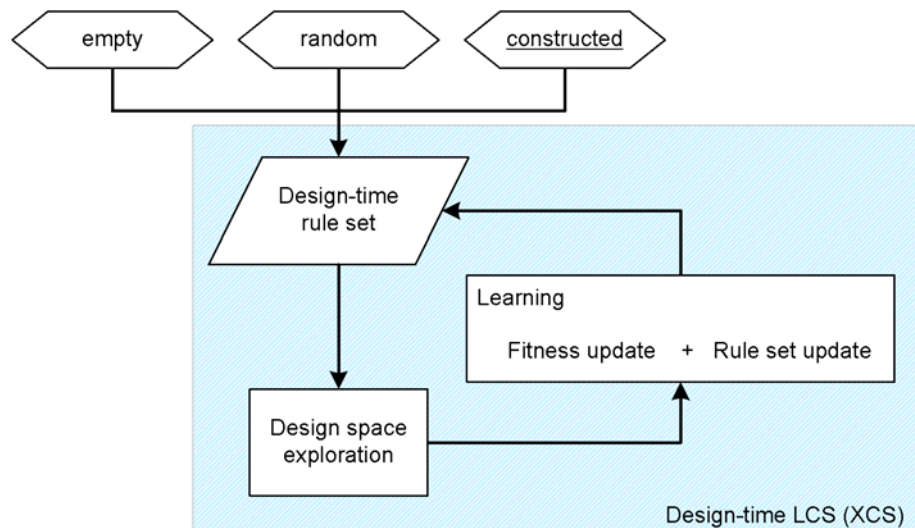 empty
random
constructed
Design-time
rule set
Learning
Fitness update + Rule set update
Design space
exploration
Design-time LCS (XCS)